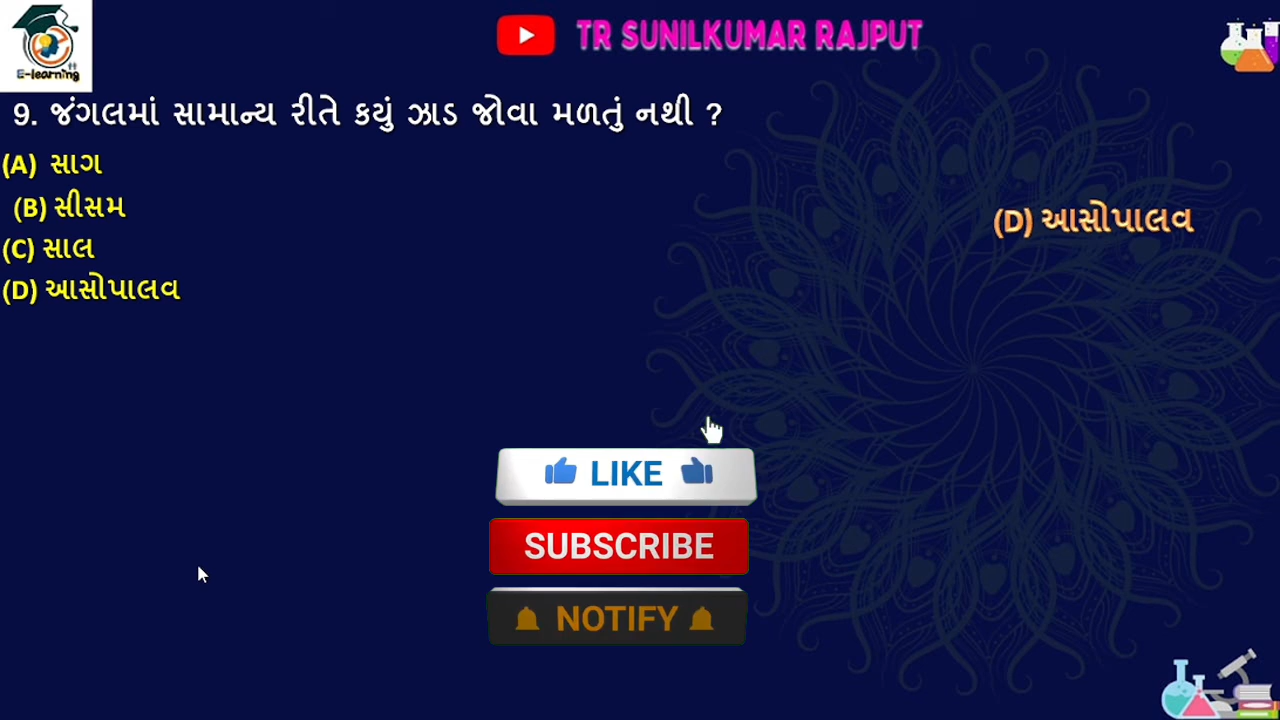 TR SUNILKUMAR RAJPUT
E-learning
9. જંગલમાં સામાન્ય રીતે કયું ઝાડ જોવા મળતું નથી ?
(A) સાગ
(B) સીસમ
(C) સાલ
(D) આસોપાલવ
(D) આસોપાલવ
LIKE
SUBSCRIBE
NOTIFY